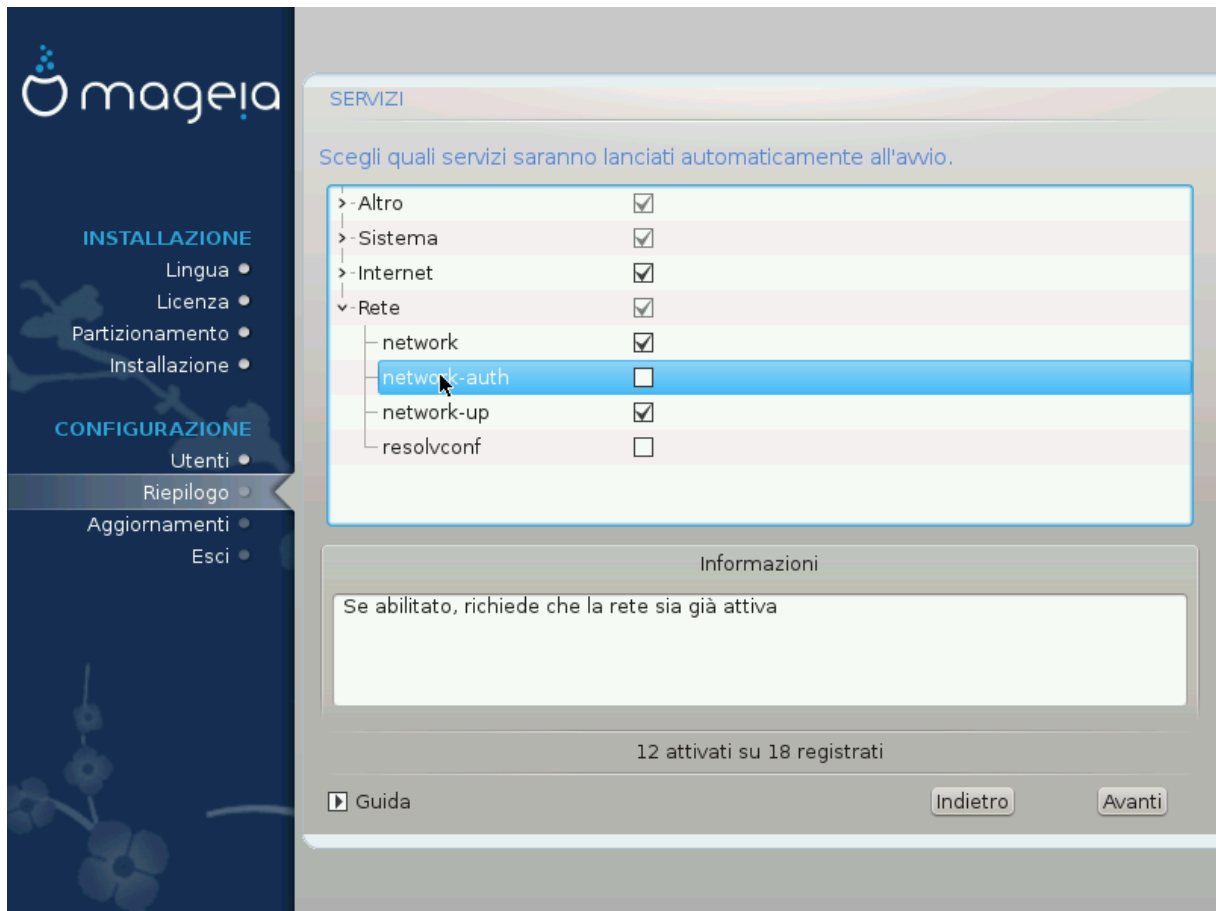 mageia
INSTALLAZIONE
Lingua
Licenza
Partizionamento
Installazione
CONFIGURAZIONE
Utenti
Riepilogo
Aggiornamenti
Esci
SERVIZI
Scegli quali servizi saranno lanciati automaticamente all'avvio.
Altro
Sistema
Internet
Rete
network
network-auth
network-up
resolvconf
Informazioni
Se abilitato, richiede che la rete sia già attiva
12 attivati su 18 registrati
Guida
Indietro
Avanti